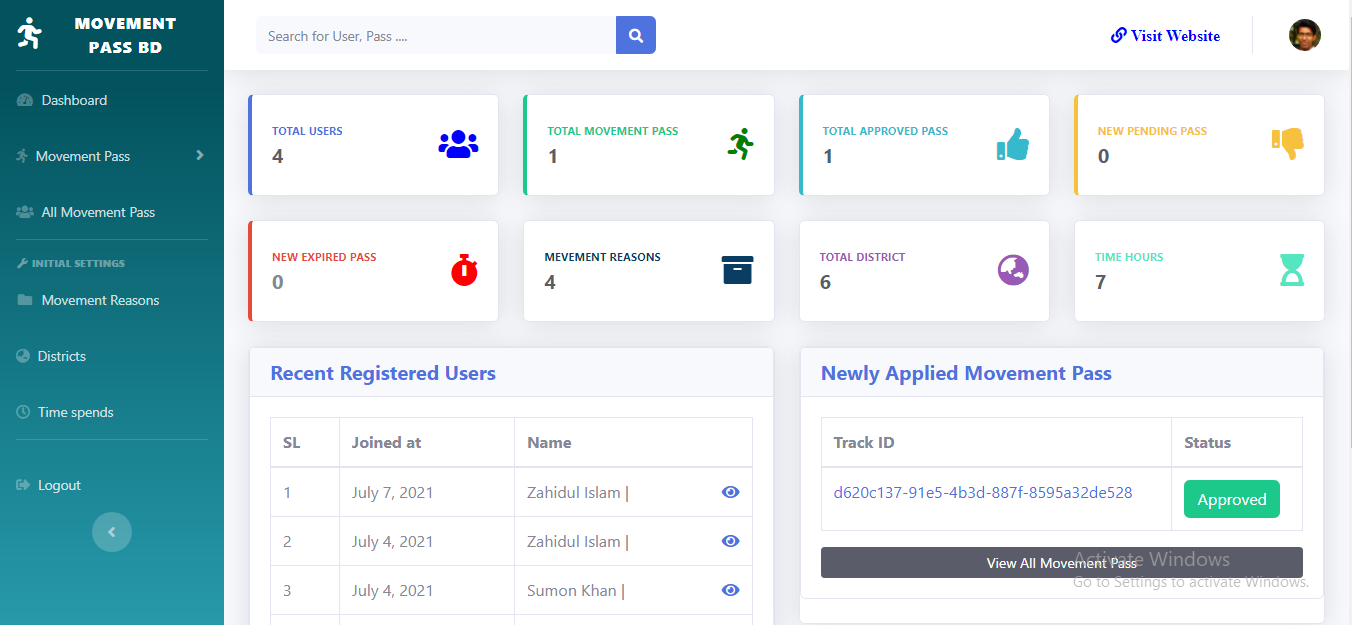 MOVEMENT
PASS BD
Dashboard
Movement Pass
All Movement Pass
INITIAL SETTINGS
Movement Reasons
Districts
Time spends
Logout
Search for User, Pass ....
Visit Website
TOTAL USERS
4
TOTAL MOVEMENT PASS
1
TOTAL APPROVED PASS
1
NEW PENDING PASS
0
NEW EXPIRED PASS
0
MEVEMENT REASONS
4
TOTAL DISTRICT
6
TIME HOURS
7
Recent Registered Users
SL Joined at Name
1 July 7, 2021 Zahidul Islam |
2 July 4, 2021 Zahidul Islam |
3 July 4, 2021 Sumon Khan |
Newly Applied Movement Pass
Track ID Status
d620c137-91e5-4b3d-887f-8595a32de528 Approved
View All Movement Pass
Activate Windows
Go to Settings to activate Windows.